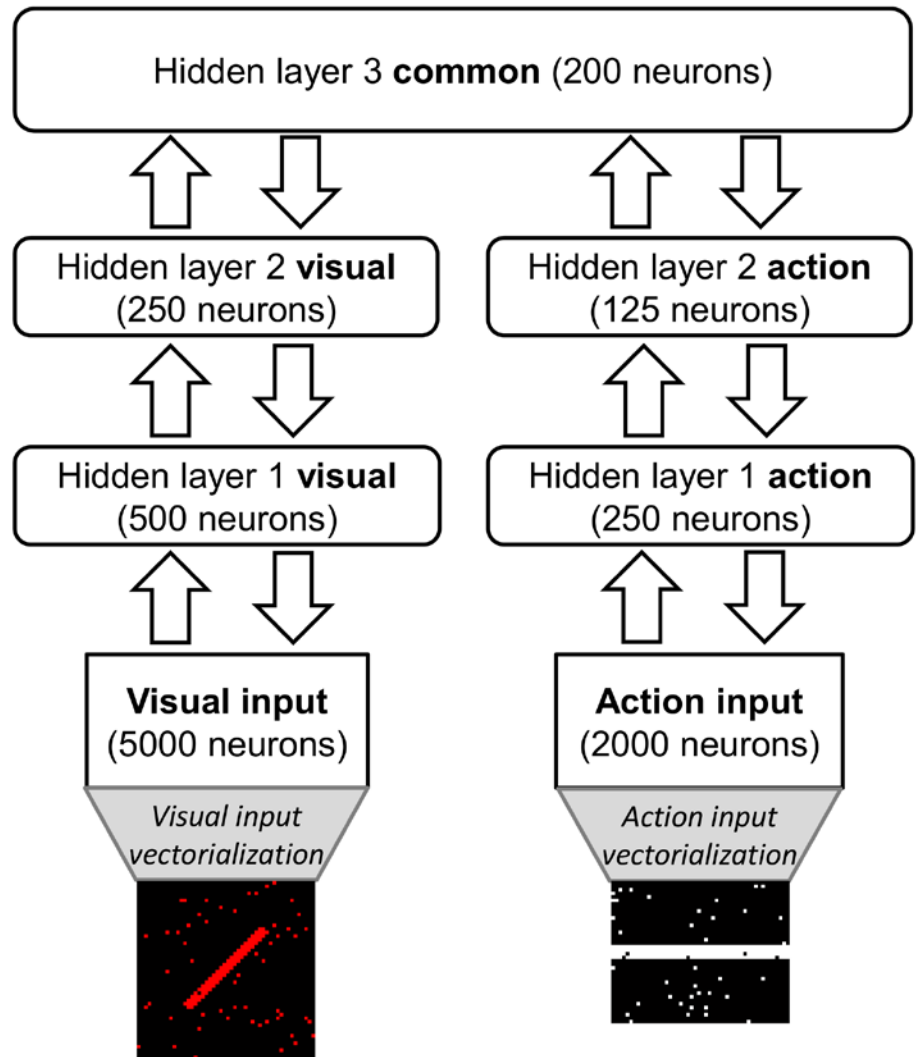 Hidden layer 3 common (200 neurons)
Hidden layer 2 visual
(250 neurons)
Hidden layer 2 action
(125 neurons)
Hidden layer 1 visual
(500 neurons)
Hidden layer 1 action
(250 neurons)
Visual input
(5000 neurons)
Action input
(2000 neurons)
Visual input
vectorialization
Action input
vectorialization